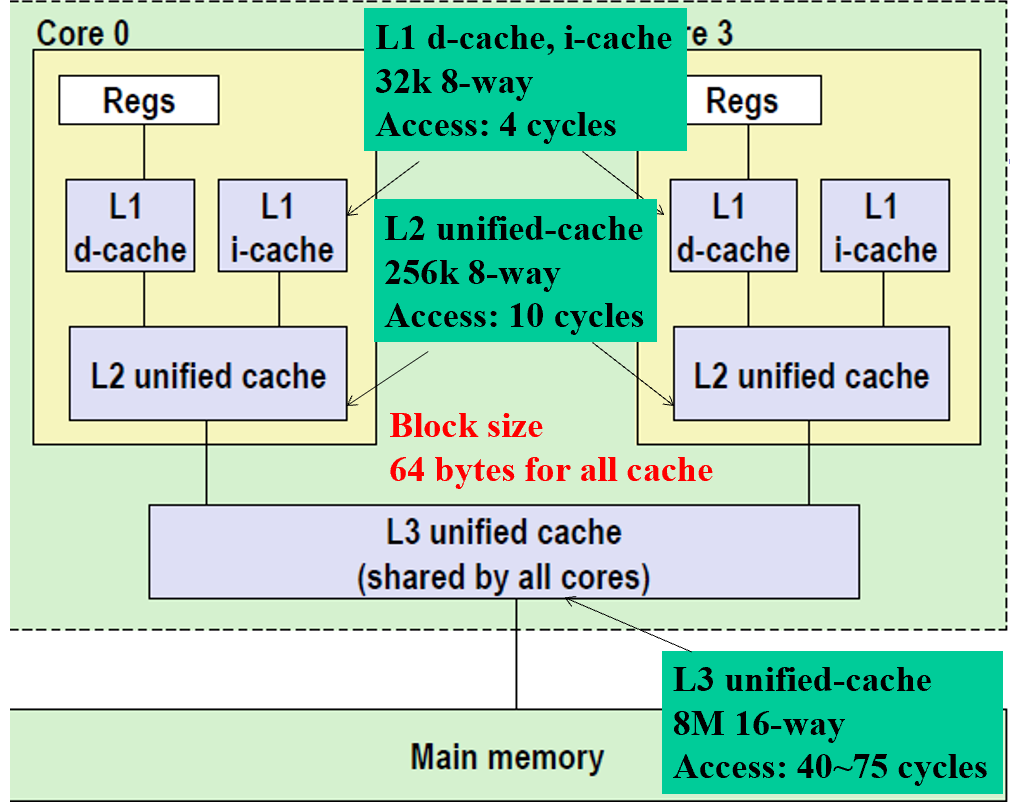 Core 0
L1 d-cache, i-cache
32k 8-way
Access: 4 cycles
re 3
Regs
Regs
L1
d-cache
L1
i-cache
L2 unified-cache
256k 8-way
Access: 10 cycles
L1
d-cache
L1
i-cache
L2 unified cache
L2 unified cache
Block size
64 bytes for all cache
L3 unified cache
(shared by all cores)
L3 unified-cache
8M 16-way
Access: 40~75 cycles
Main memory